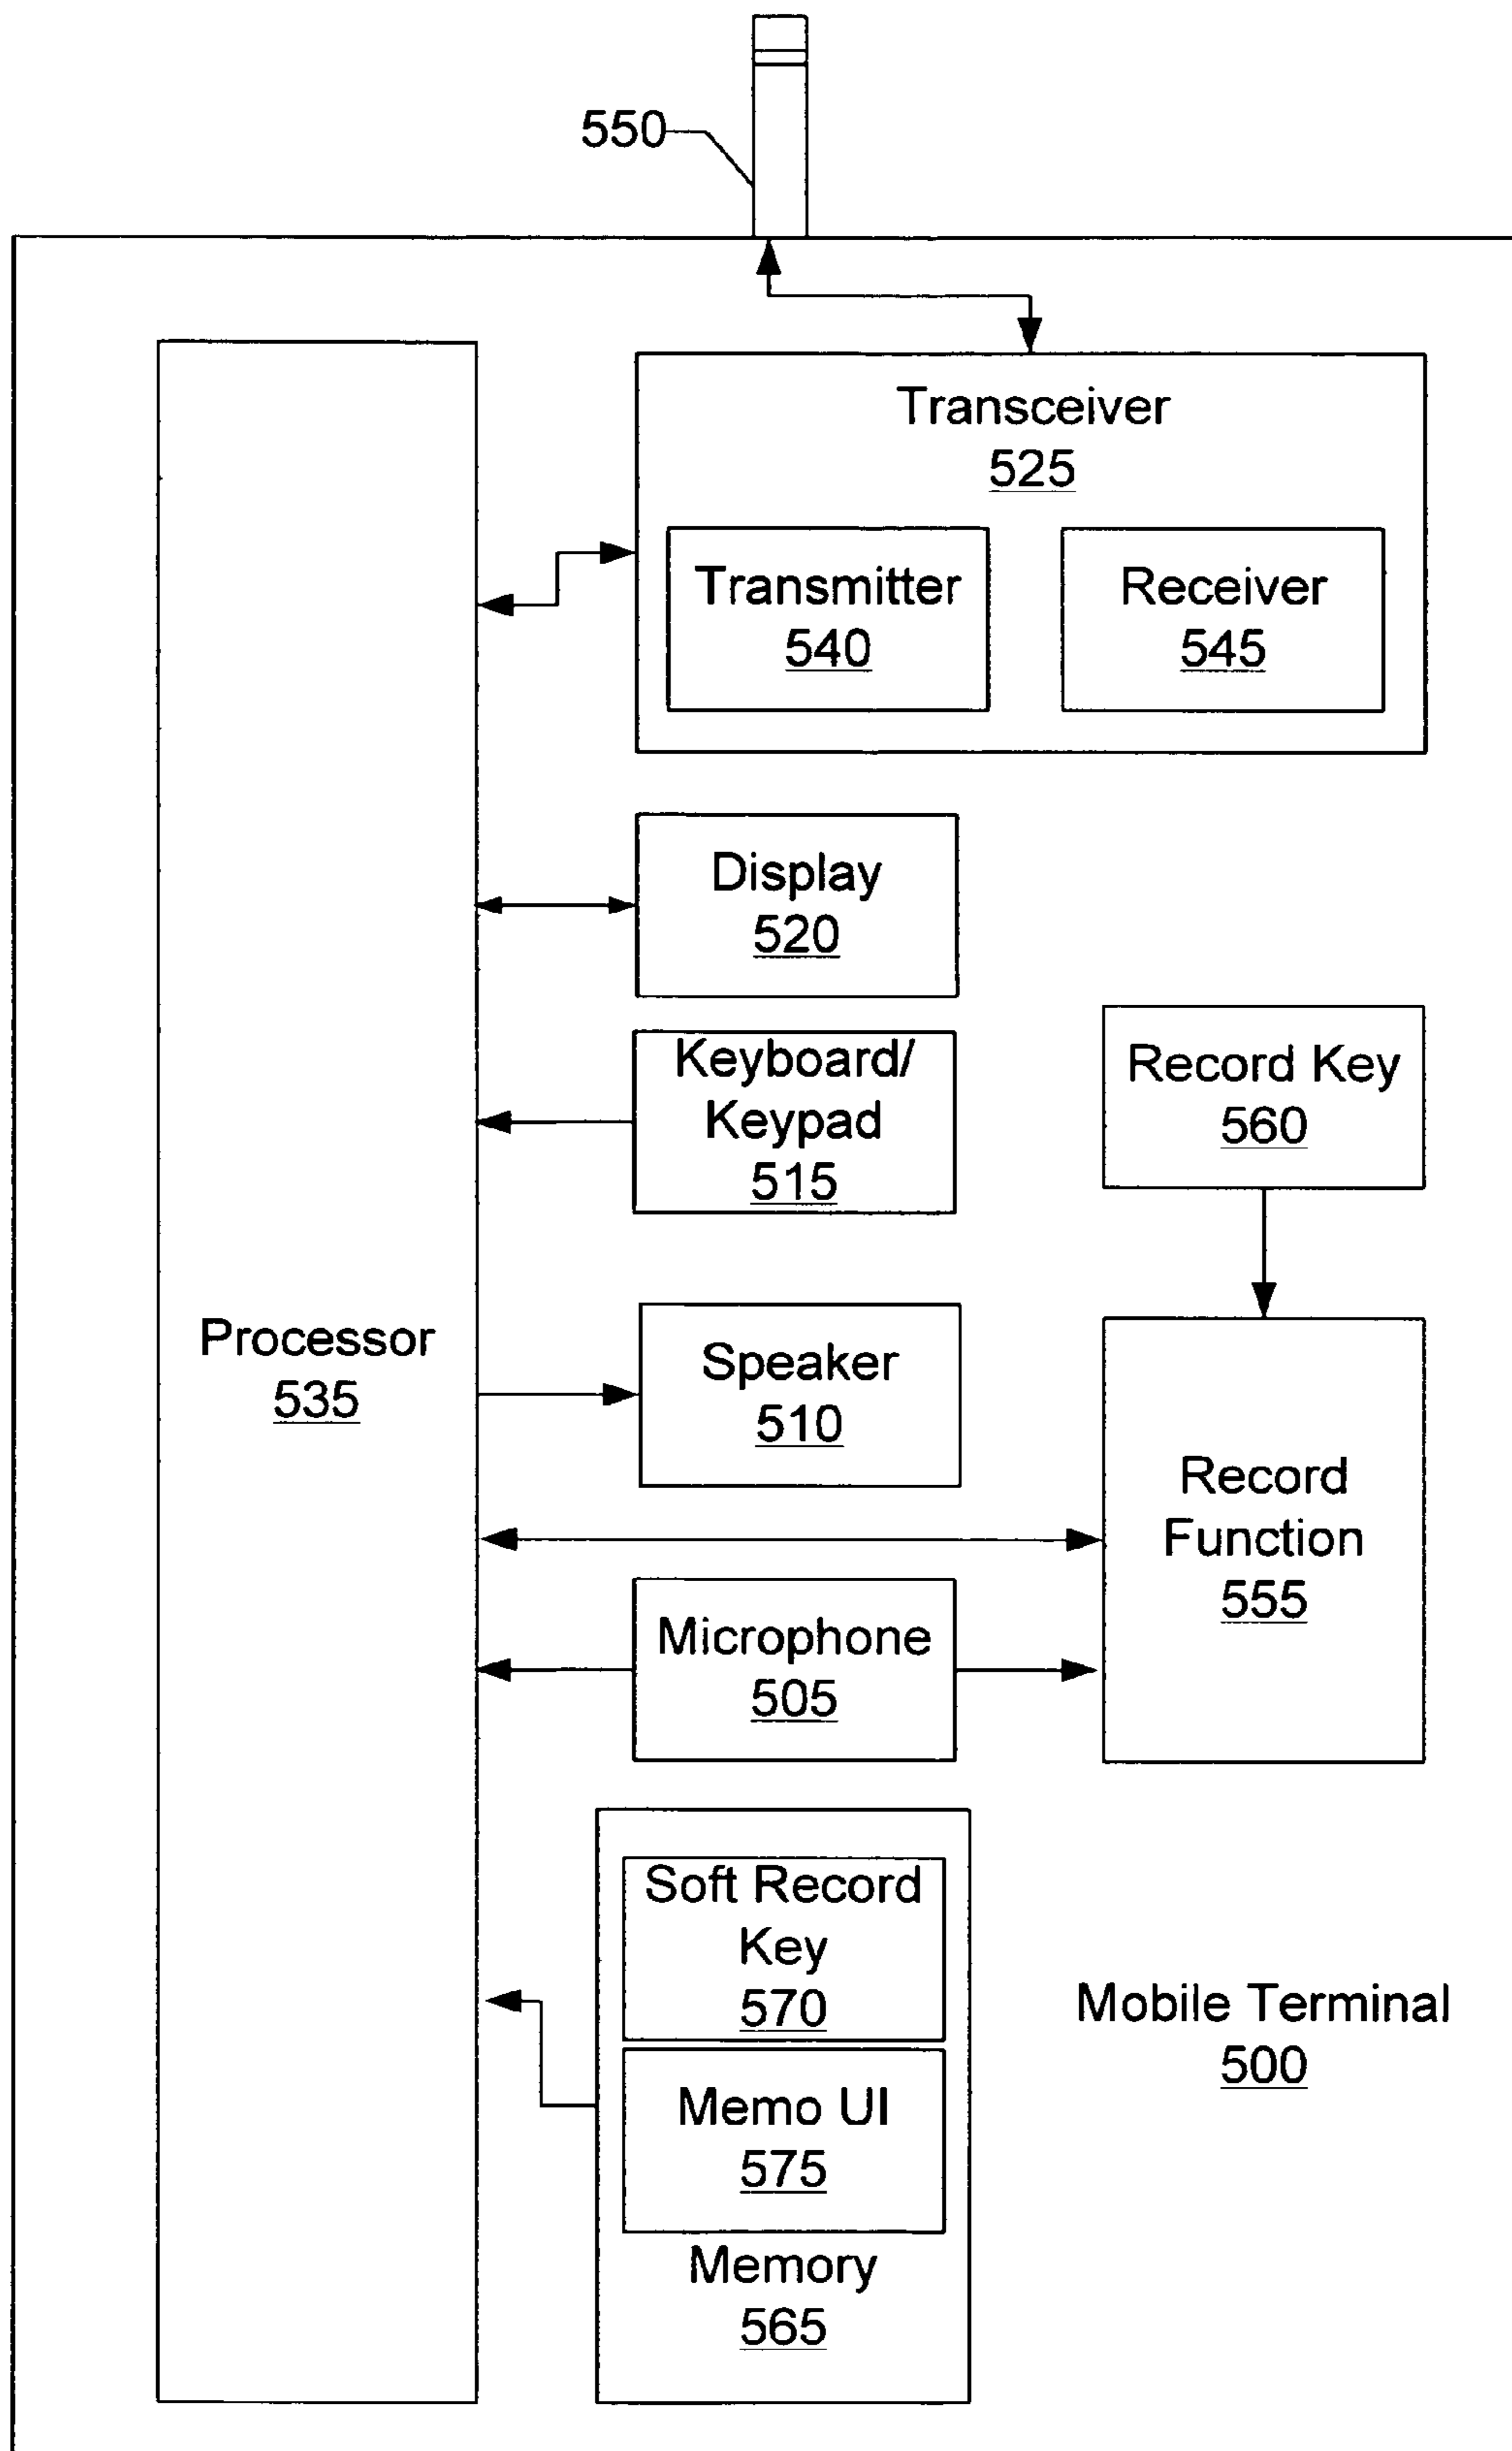 550
Transceiver
525
Transmitter
540
Receiver
545
Display
520
Keyboard/
Keypad
515
Record Key
560
Processor
535
Speaker
510
Record
Function
555
Microphone
505
Soft Record
Key
570
Memo UI
575
Memory
565
Mobile Terminal
500